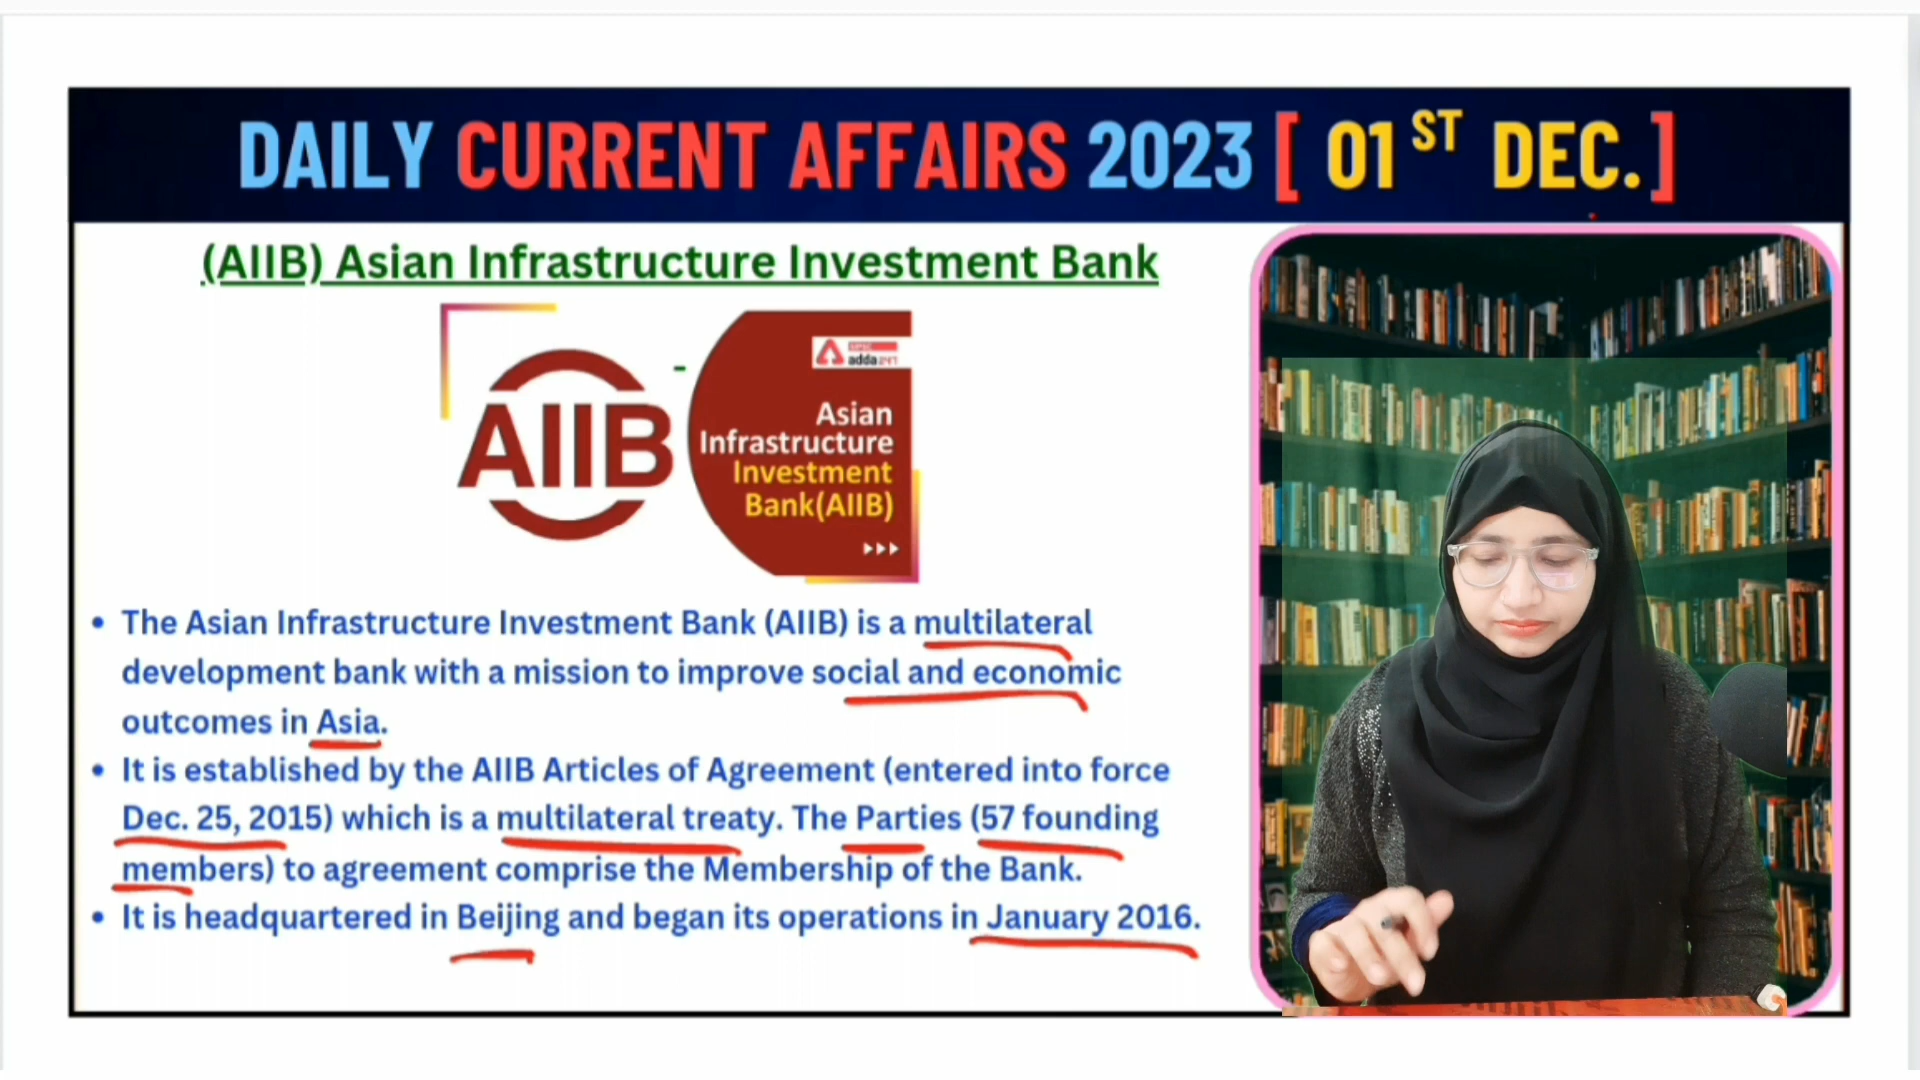 DAILY CURRENT AFFAIRS 2023 [ 01 ST DEC. ]
(AIIB) Asian Infrastructure Investment Bank
AIIB
adda247
Asian
Infrastructure
Investment
Bank(AIIB)
• The Asian Infrastructure Investment Bank (AIIB) is a multilateral
development bank with a mission to improve social and economic
outcomes in Asia.
• It is established by the AIIB Articles of Agreement (entered into force
Dec. 25, 2015) which is a multilateral treaty. The Parties (57 founding
members) to agreement comprise the Membership of the Bank.
• It is headquartered in Beijing and began its operations in January 2016.